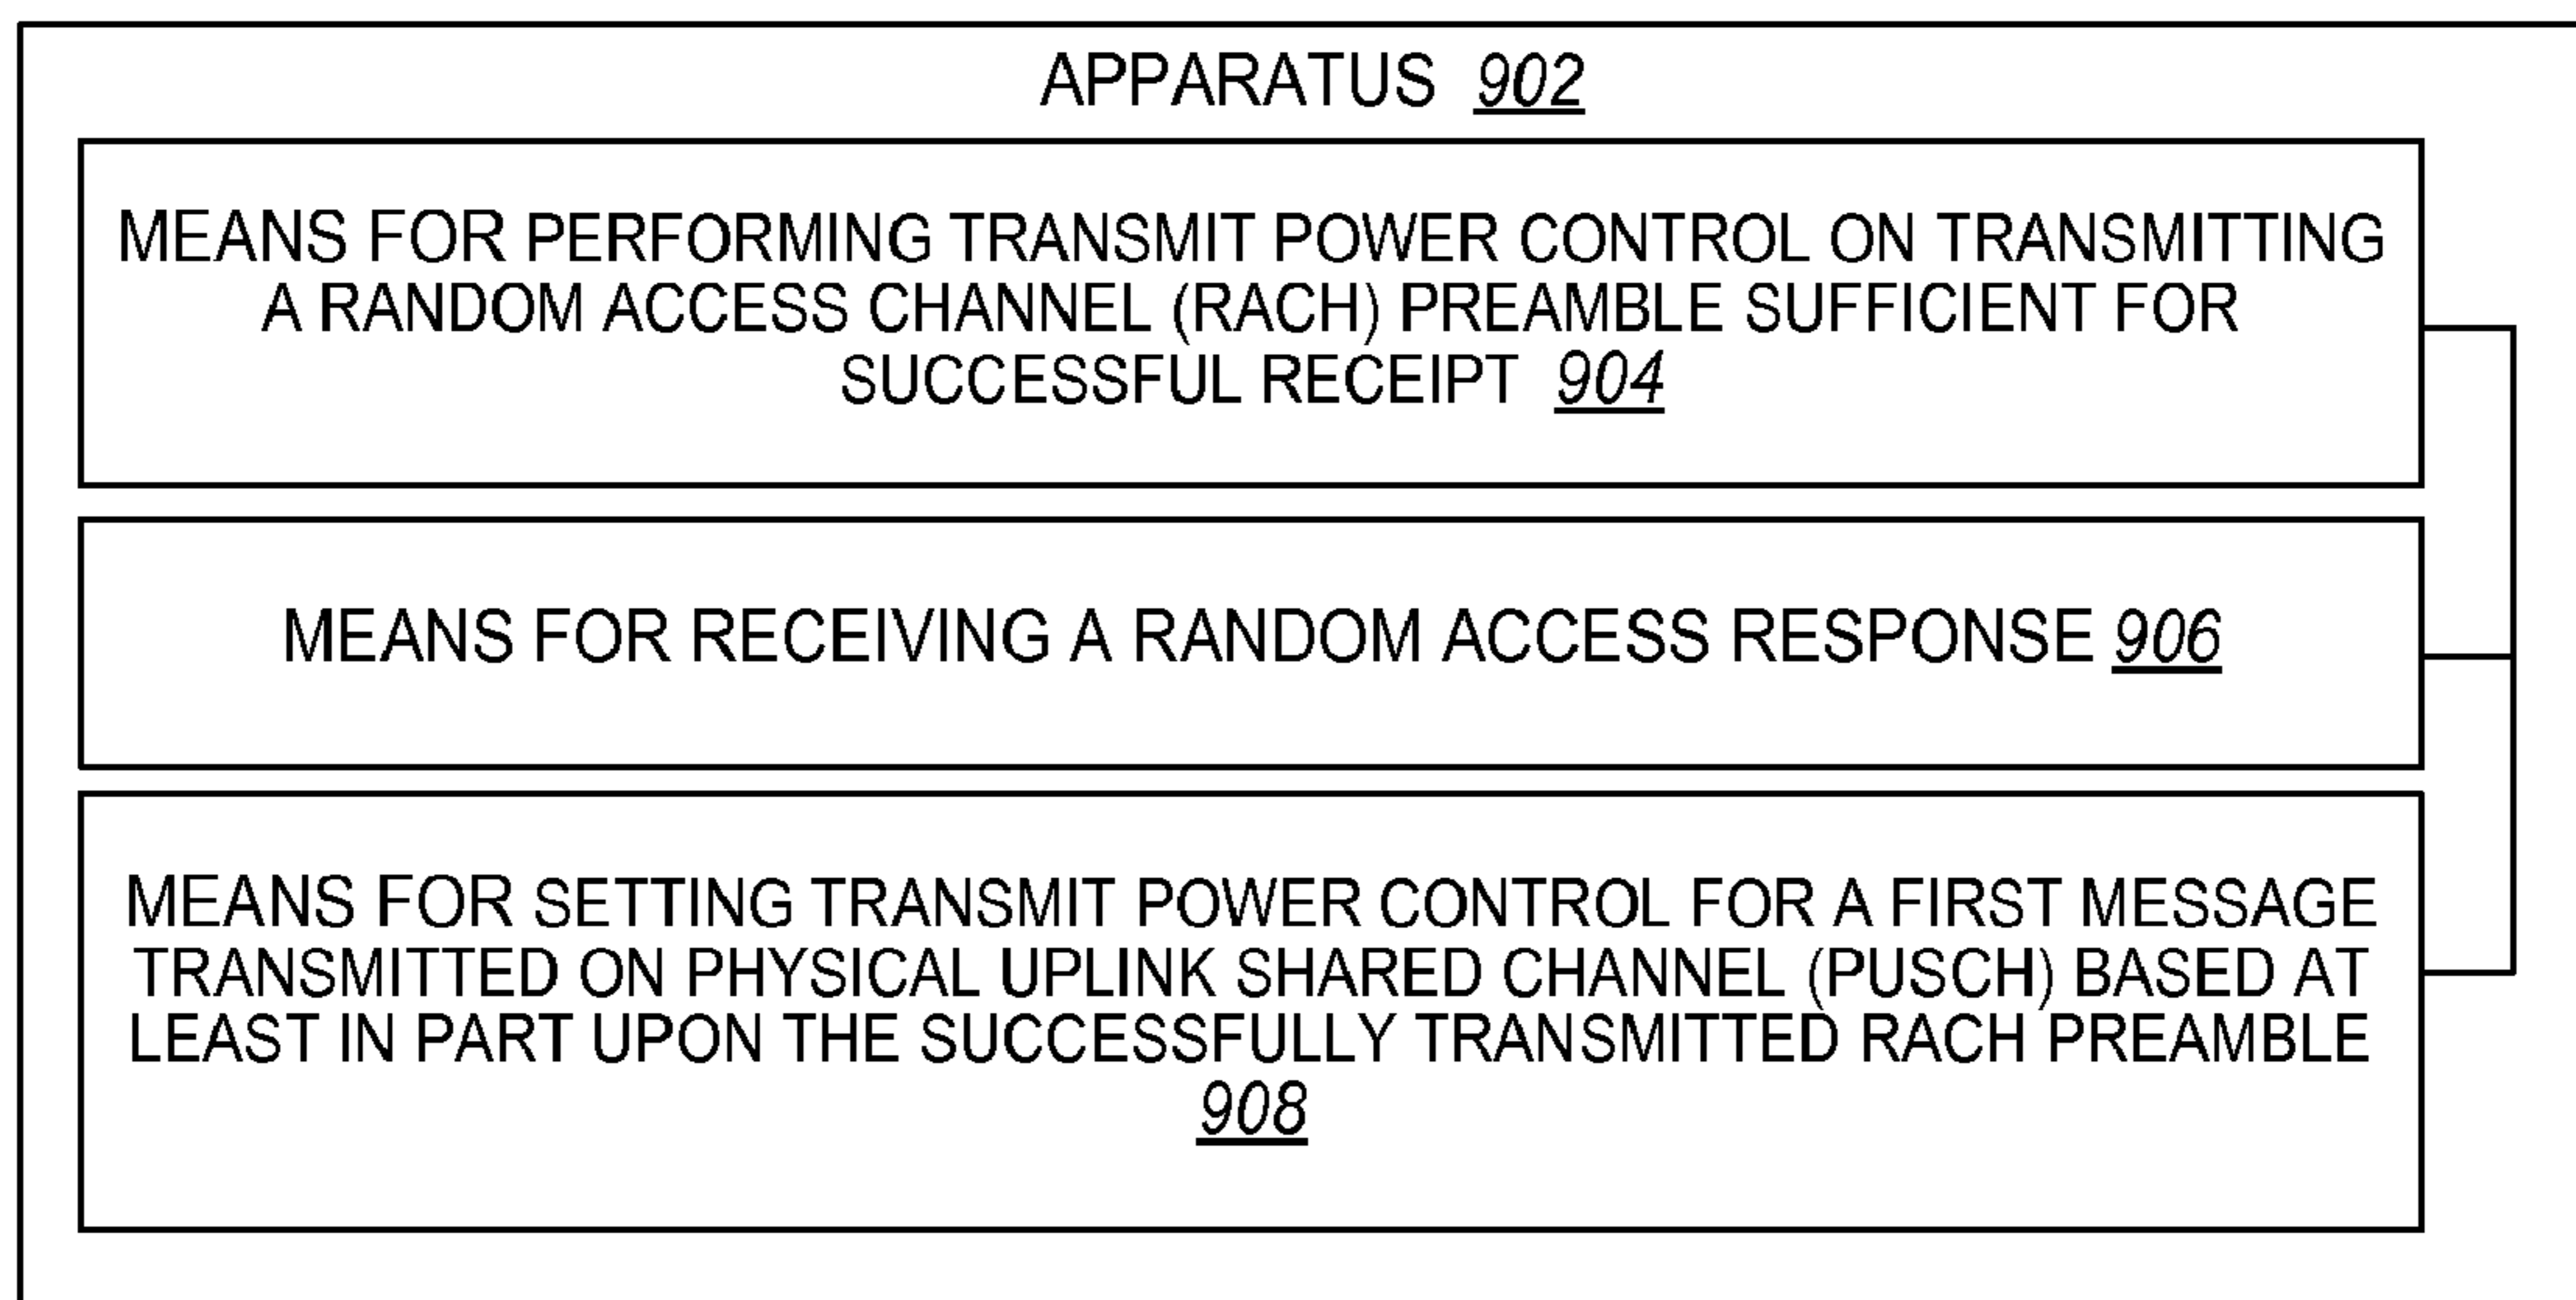 APPARATUS 902
MEANS FOR PERFORMING TRANSMIT POWER CONTROL ON TRANSMITTING
A RANDOM ACCESS CHANNEL (RACH) PREAMBLE SUFFICIENT FOR
SUCCESSFUL RECEIPT 904
MEANS FOR RECEIVING A RANDOM ACCESS RESPONSE 906
MEANS FOR SETTING TRANSMIT POWER CONTROL FOR A FIRST MESSAGE
TRANSMITTED ON PHYSICAL UPLINK SHARED CHANNEL (PUSCH) BASED AT
LEAST IN PART UPON THE SUCCESSFULLY TRANSMITTED RACH PREAMBLE
908